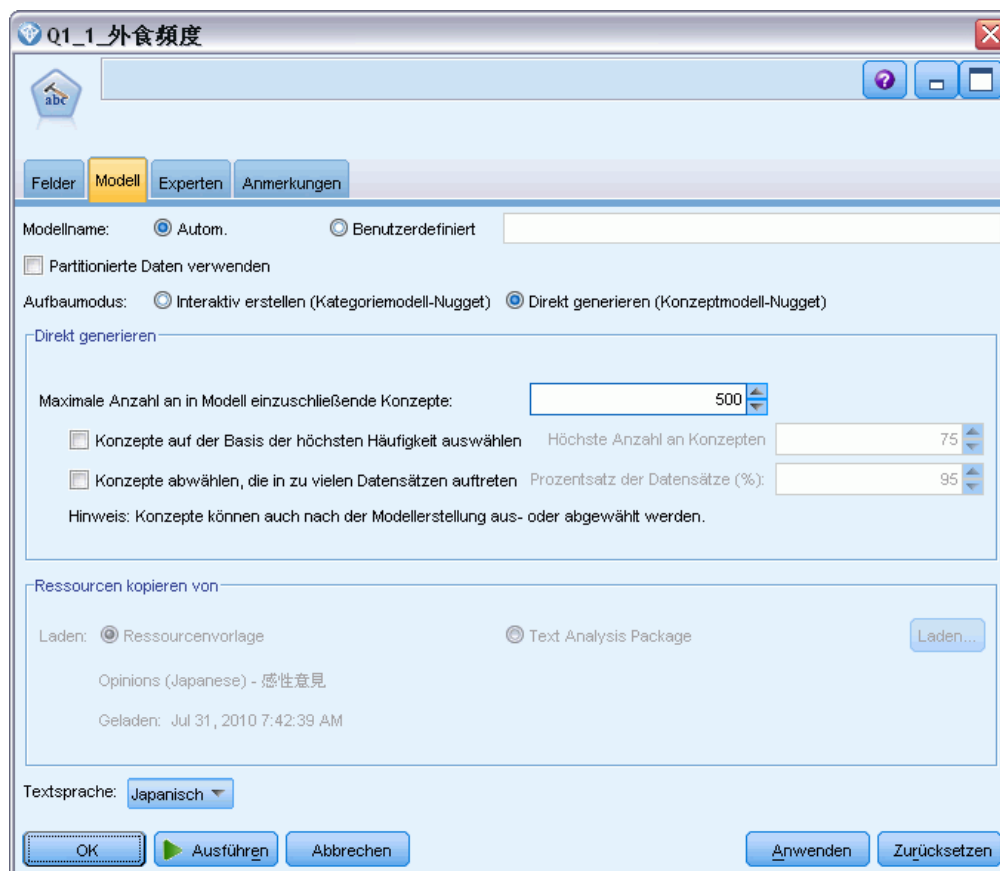 Q1_1_外食頻度
abc
Felder Modell Experten Anmerkungen
Modellname: Autom. Benutzerdefiniert
Partitionierte Daten verwenden
Aufbaumodus: Interaktiv erstellen (Kategoriemodell-Nugget) Direkt generieren (Konzeptmodell-Nugget)
Direkt generieren
Maximale Anzahl an in Modell einzuschließende Konzepte: 500
Konzepte auf der Basis der höchsten Häufigkeit auswählen Höchste Anzahl an Konzepten 75
Konzepte abwählen, die in zu vielen Datensätzen auftreten Prozentsatz der Datensätze (%): 95
Hinweis: Konzepte können auch nach der Modellerstellung aus- oder abgewählt werden.
Ressourcen kopieren von
Laden: Ressourcenvorlage Text Analysis Package Laden...
Opinions (Japanese) - 感性意見
Geladen: Jul 31, 2010 7:42:39 AM
Textsprache: Japanisch
OK Ausführen Abbrechen Anwenden Zurücksetzen